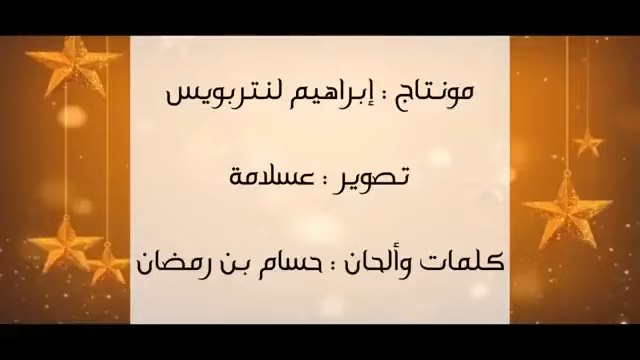 مونتاج : إبراهيم لنتربويس
تصوير : عسلامة
كلمات وألحان : حسام بن رمضان